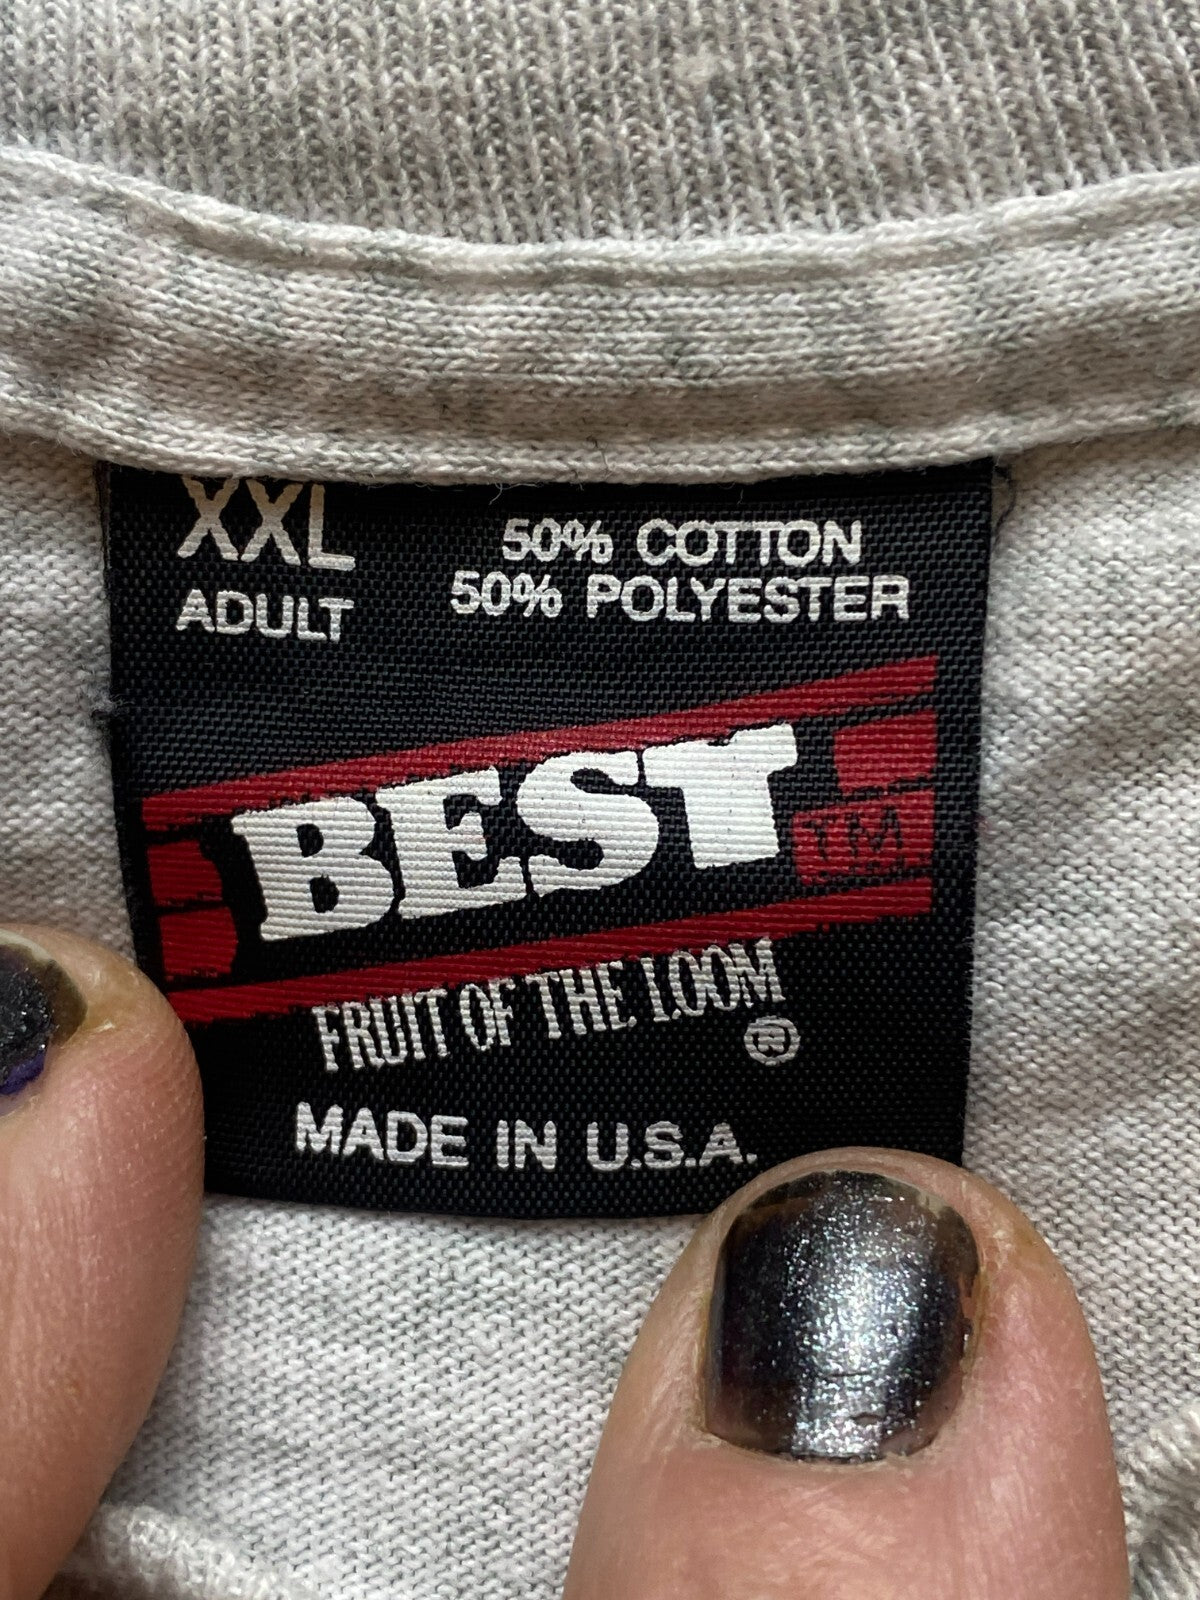 XXL
ADULT
50% COTTON
50% POLYESTER
BEST TM
FRUIT OF THE LOOM
®
MADE IN U.S.A.